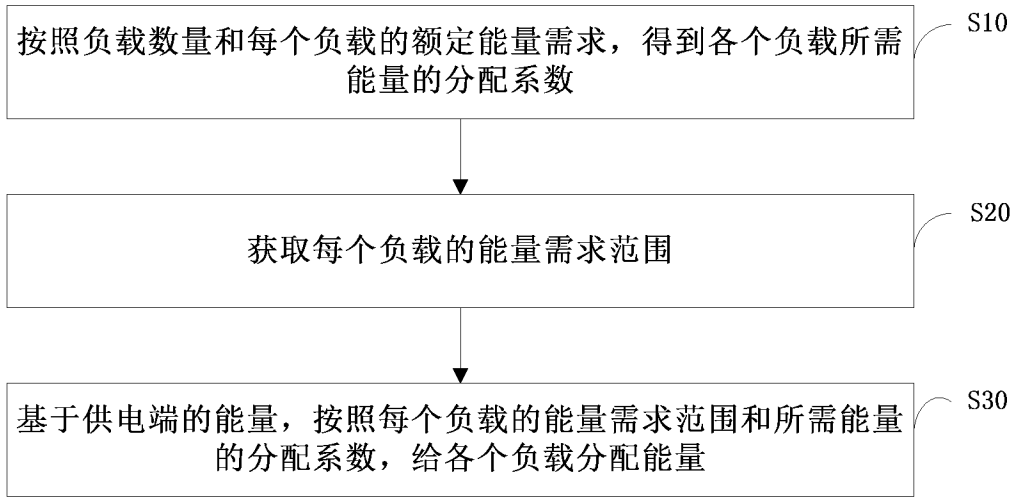 按照负载数量和每个负载的额定能量需求，得到各个负载所需
能量的分配系数
S10
获取每个负载的能量需求范围
S20
基于供电端的能量，按照每个负载的能量需求范围和所需能量
的分配系数，给各个负载分配能量
S30